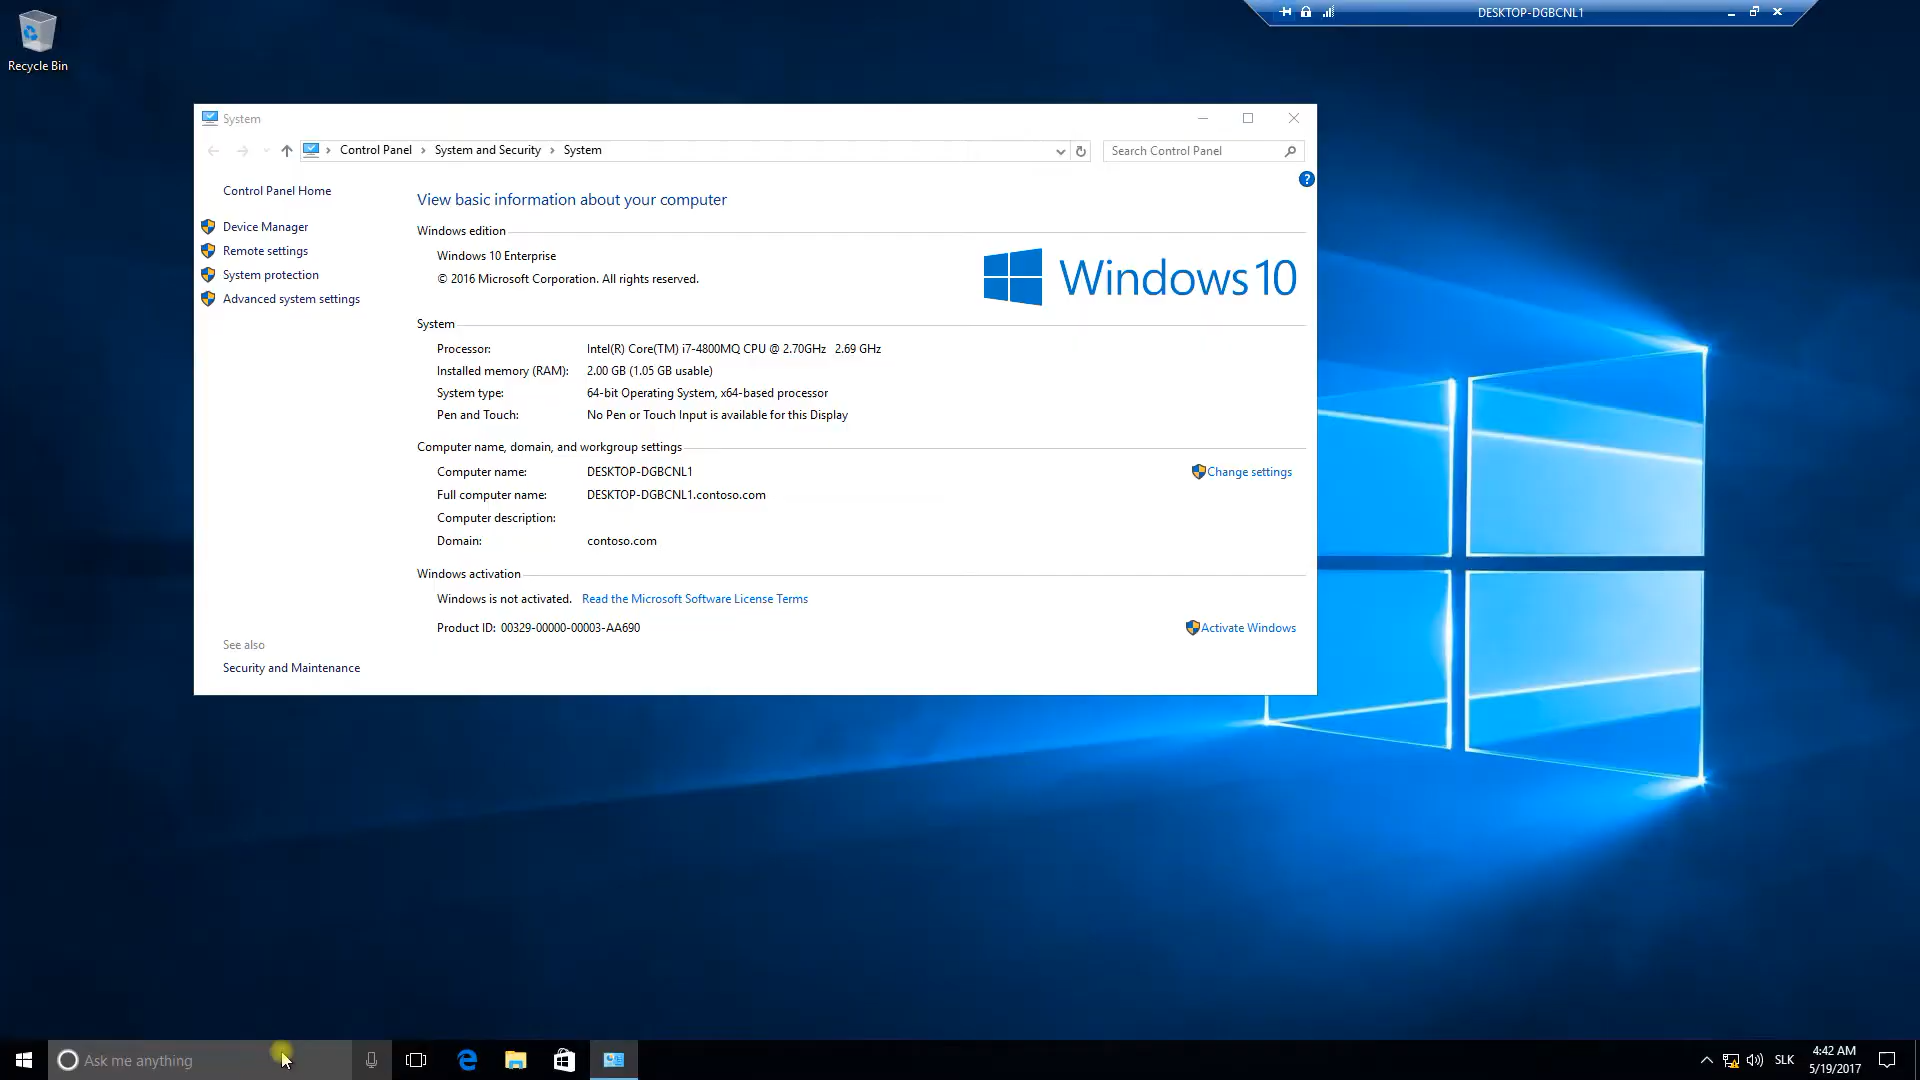 DESKTOP-DGBCNL1
Recycle Bin
System
Control Panel > System and Security > System
Search Control Panel
Control Panel Home
Device Manager
Remote settings
System protection
Advanced system settings
See also
Security and Maintenance
View basic information about your computer
Windows edition
Windows 10 Enterprise
© 2016 Microsoft Corporation. All rights reserved.
Windows 10
System
Processor: Intel(R) Core(TM) i7-4800MQ CPU @ 2.70GHz 2.69 GHz
Installed memory (RAM): 2.00 GB (1.05 GB usable)
System type: 64-bit Operating System, x64-based processor
Pen and Touch: No Pen or Touch Input is available for this Display
Computer name, domain, and workgroup settings
Computer name: DESKTOP-DGBCNL1
Change settings
Full computer name: DESKTOP-DGBCNL1.contoso.com
Computer description:
Domain: contoso.com
Windows activation
Windows is not activated. Read the Microsoft Software License Terms
Product ID: 00329-00000-00003-AA690
Activate Windows
Ask me anything
SLK
4:42 AM
5/19/2017